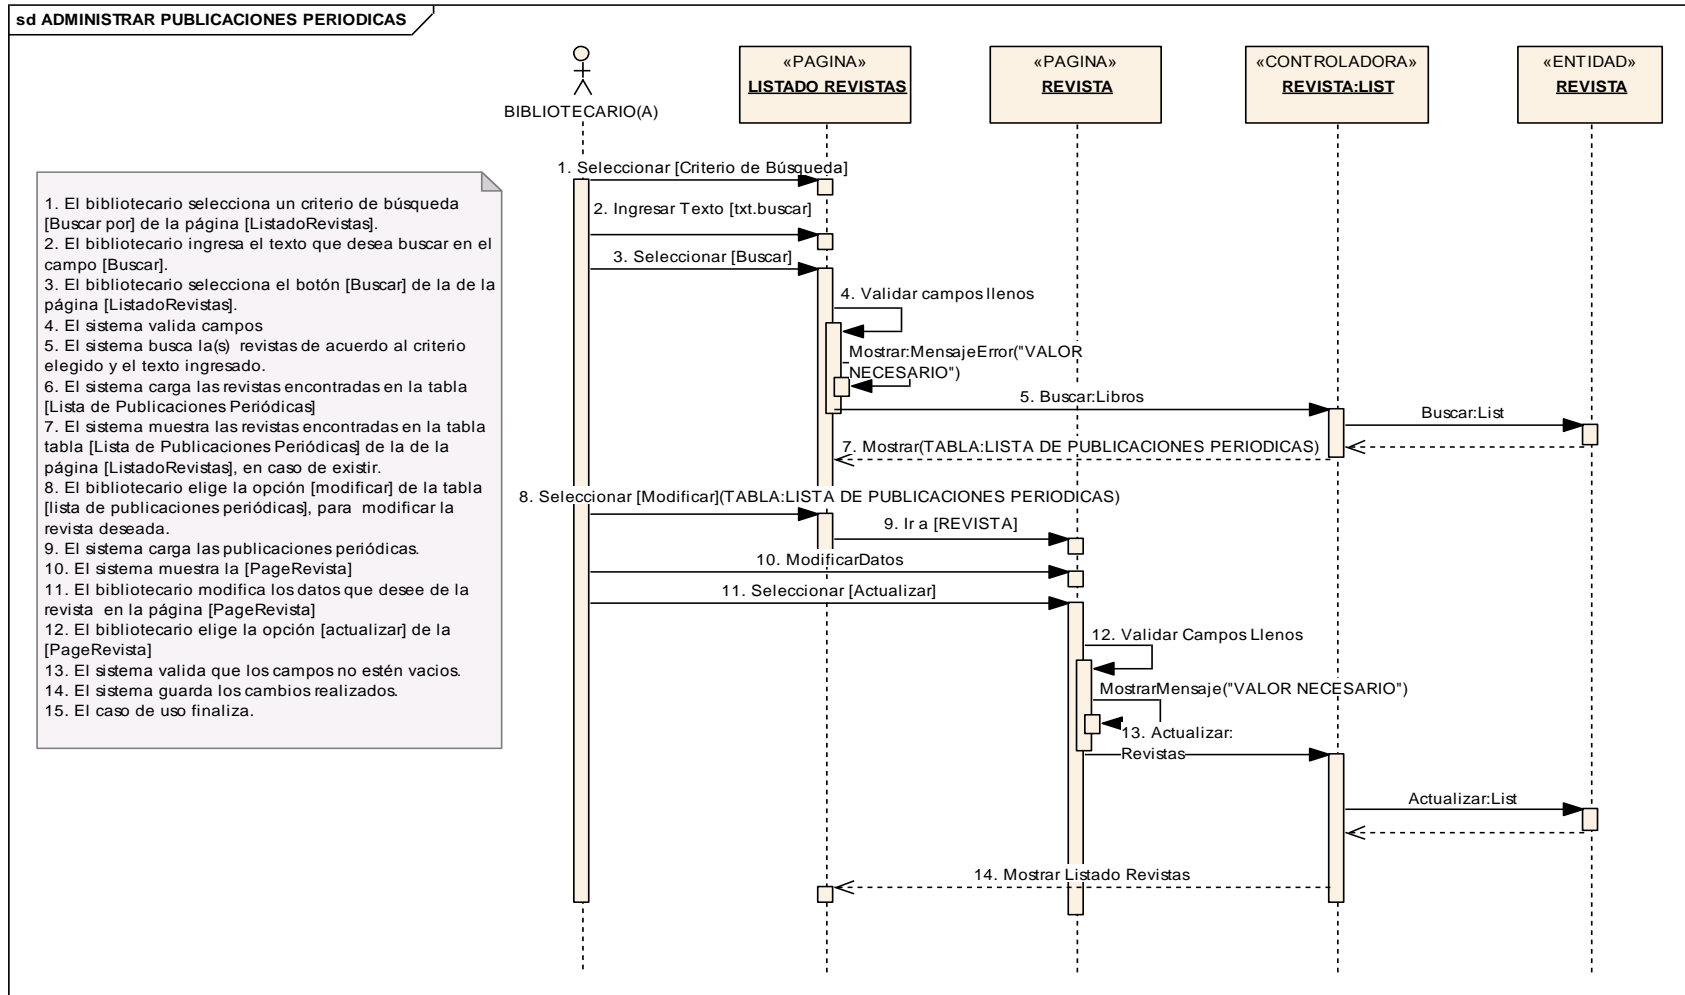 sd ADMINISTRAR PUBLICACIONES PERIODICAS
BIBLIOTECARIO(A)
«PAGINA»
LISTADO REVISTAS
«PAGINA»
REVISTA
«CONTROLADORA»
REVISTA:LIST
«ENTIDAD»
REVISTA
1. El bibliotecario selecciona un criterio de búsqueda
[Buscar por] de la página [ListadoRevistas].
2. El bibliotecario ingresa el texto que desea buscar en el
campo [Buscar].
3. El bibliotecario selecciona el botón [Buscar] de la de la
página [ListadoRevistas].
4. El sistema valida campos
5. El sistema busca la(s) revistas de acuerdo al criterio
elegido y el texto ingresado.
6. El sistema carga las revistas encontradas en la tabla
[Lista de Publicaciones Periódicas]
7. El sistema muestra las revistas encontradas en la tabla
tabla [Lista de Publicaciones Periódicas] de la de la
página [ListadoRevistas], en caso de existir.
8. El bibliotecario elige la opción [modificar] de la tabla
[lista de publicaciones periódicas], para modificar la
revista deseada.
9. El sistema carga las publicaciones periódicas.
10. El sistema muestra la [PageRevista]
11. El bibliotecario modifica los datos que desee de la
revista en la página [PageRevista]
12. El bibliotecario elige la opción [actualizar] de la
[PageRevista]
13. El sistema valida que los campos no estén vacios.
14. El sistema guarda los cambios realizados.
15. El caso de uso finaliza.
1. Seleccionar [Criterio de Búsqueda]
2. Ingresar Texto [txt.buscar]
3. Seleccionar [Buscar]
4. Validar campos llenos
Mostrar:MensajeError("VALOR
NECESARIO")
5. Buscar:Libros
Buscar:List
7. Mostrar(TABLA:LISTA DE PUBLICACIONES PERIODICAS)
8. Seleccionar [Modificar](TABLA:LISTA DE PUBLICACIONES PERIODICAS)
9. Ir a [REVISTA]
10. ModificarDatos
11. Seleccionar [Actualizar]
12. Validar Campos Llenos
MostrarMensaje("VALOR NECESARIO")
13. Actualizar:
Revistas
Actualizar:List
14. Mostrar Listado Revistas